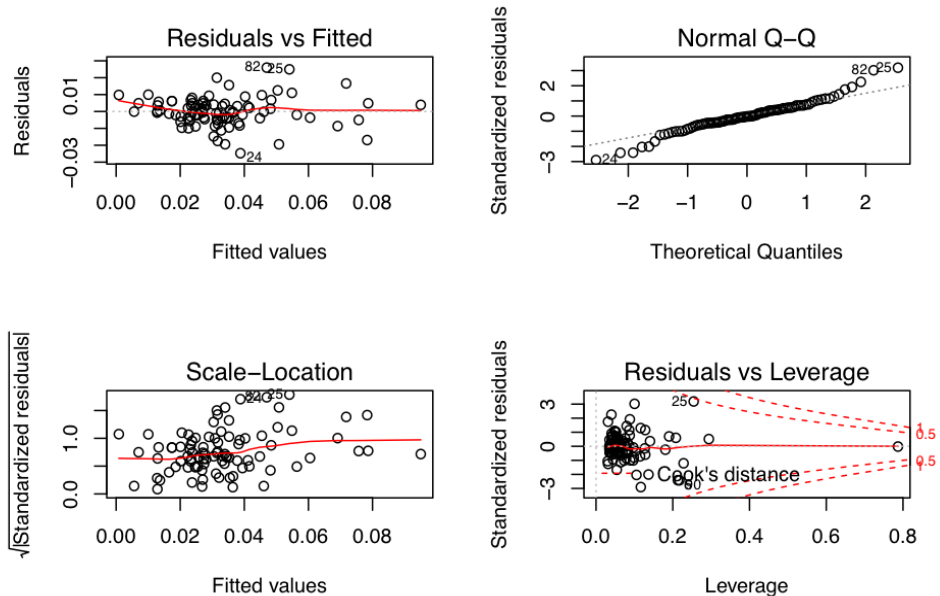 Residuals vs Fitted
Residuals
0.01
−0.03
82
25
24
0.00 0.02 0.04 0.06 0.08
Fitted values
Normal Q−Q
Standardized residuals
2
0
−3
82
25
24
−2 −1 0 1 2
Theoretical Quantiles
Scale−Location
√|Standardized residuals|
1.0
0.0
25
0.00 0.02 0.04 0.06 0.08
Fitted values
Residuals vs Leverage
Standardized residuals
3
0
−3
25
1
0.5
0.5
1
Cook's distance
0.0 0.2 0.4 0.6 0.8
Leverage